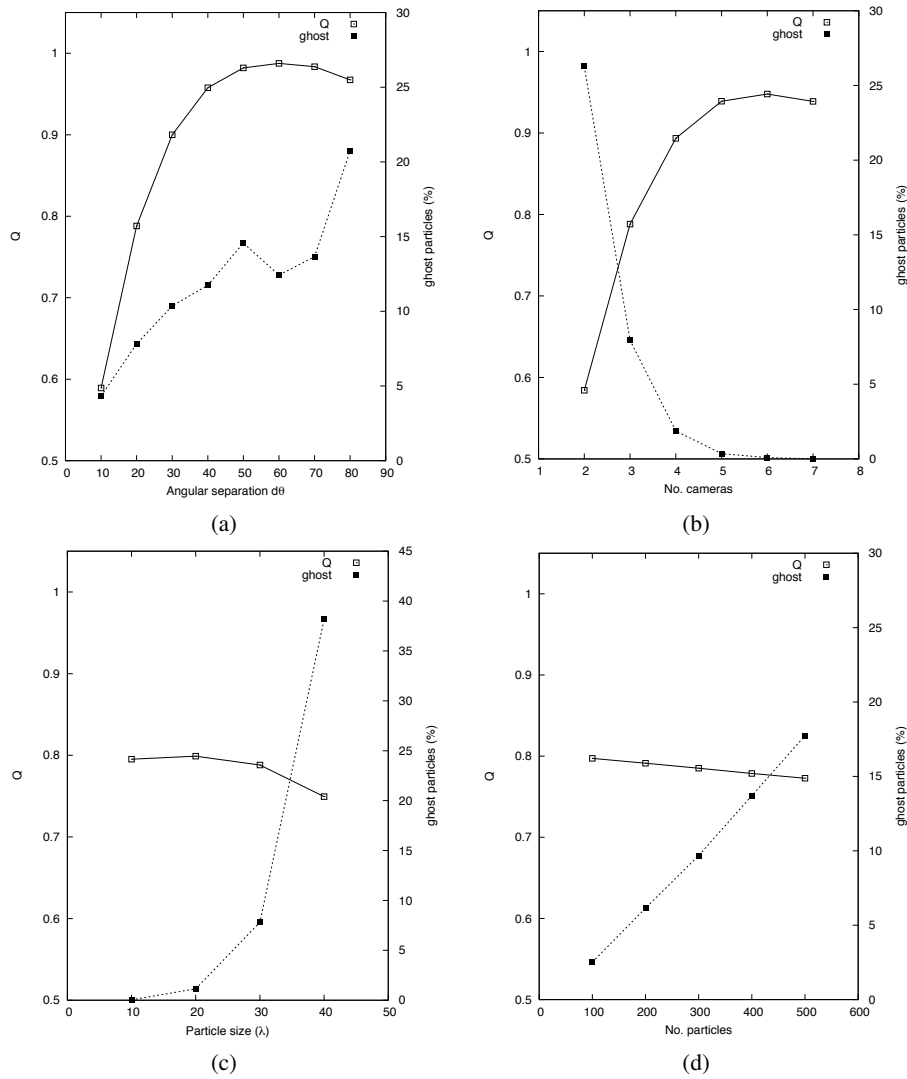 Q
ghost
1
0.9
0.8
0.7
0.6
0.5
Q
30
25
20
15
10
5
0
ghost particles (%)
0 10 20 30 40 50 60 70 80 90
Angular separation dθ
(a)
Q
ghost
1
0.9
0.8
0.7
0.6
0.5
Q
30
25
20
15
10
5
0
ghost particles (%)
1 2 3 4 5 6 7 8
No. cameras
(b)
Q
ghost
1
0.9
0.8
0.7
0.6
0.5
Q
45
40
35
30
25
20
15
10
5
0
ghost particles (%)
0 10 20 30 40 50
Particle size (λ)
(c)
Q
ghost
1
0.9
0.8
0.7
0.6
0.5
Q
30
25
20
15
10
5
0
ghost particles (%)
0 100 200 300 400 500 600
No. particles
(d)